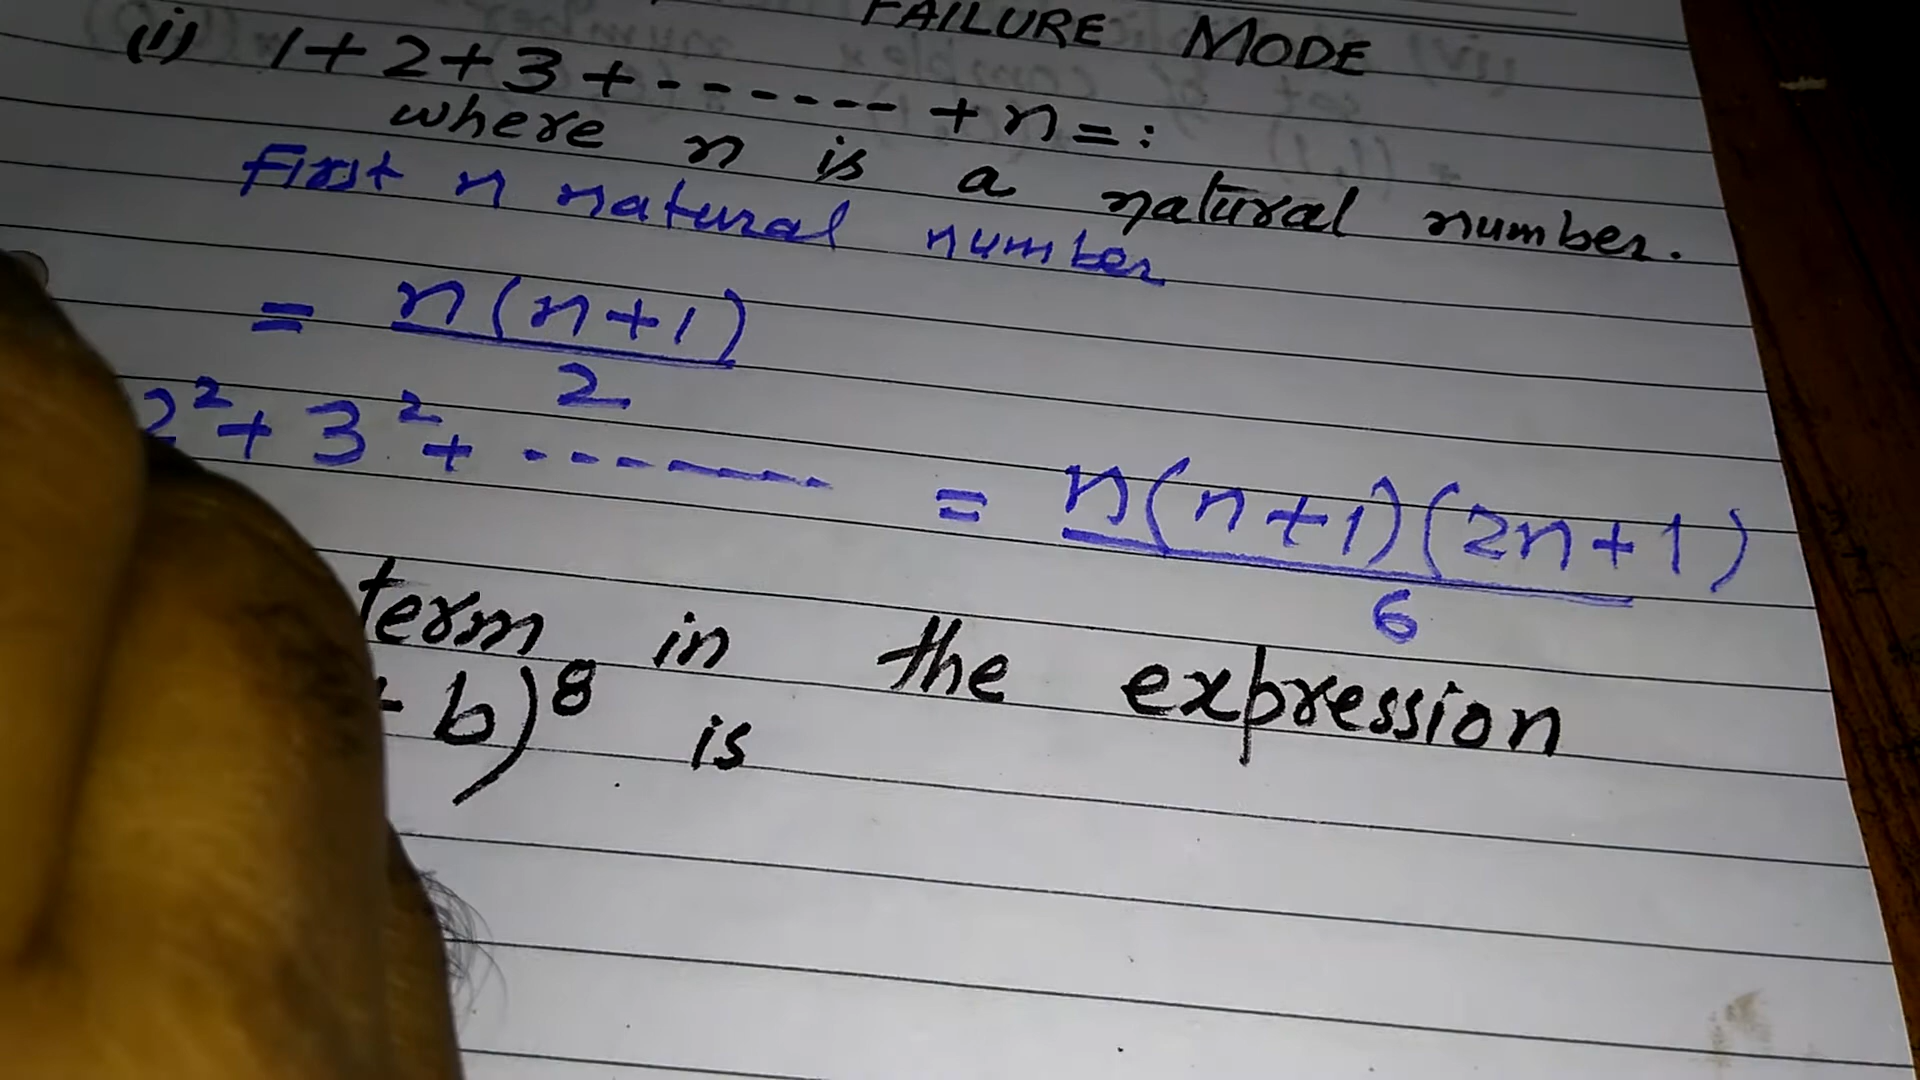 FAILURE MODE
(i) 1+2+3+-------+n=:
where n is a natural number.
First n natural number
= n(n+1)
2
2²+3²+------- = n(n+1)(2n+1)
6
term in the expression
b)⁸ is